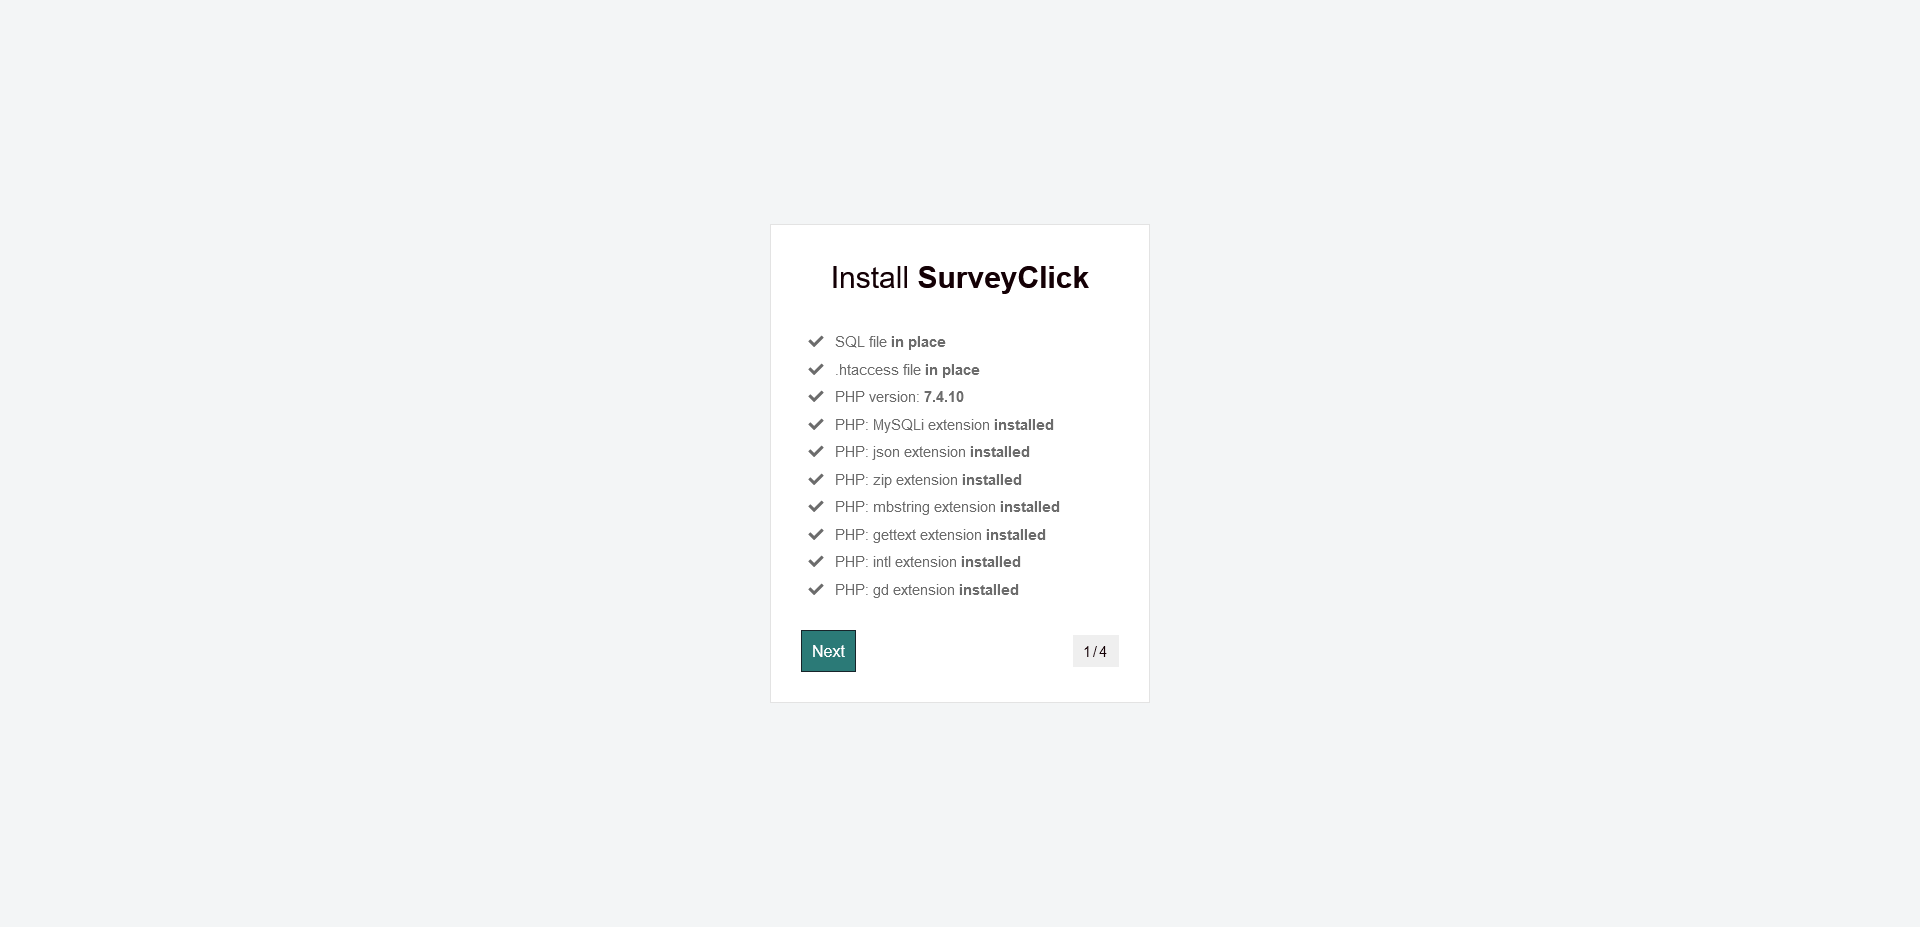 Install SurveyClick
SQL file in place
.htaccess file in place
PHP version: 7.4.10
PHP: MySQLi extension installed
PHP: json extension installed
PHP: zip extension installed
PHP: mbstring extension installed
PHP: gettext extension installed
PHP: intl extension installed
PHP: gd extension installed
Next
1 / 4